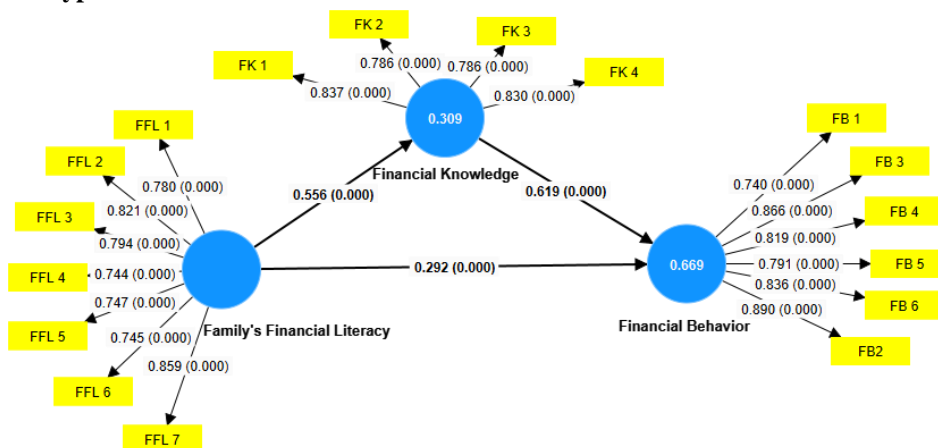 FK 2
FK 3
FK 1
FK 4
0.786 (0.000)
0.786 (0.000)
0.837 (0.000)
0.830 (0.000)
0.309
Financial Knowledge
FFL 1
FFL 2
FFL 3
FFL 4
FFL 5
FFL 6
FFL 7
0.780 (0.000)
0.821 (0.000)
0.794 (0.000)
0.744 (0.000)
0.747 (0.000)
0.745 (0.000)
0.859 (0.000)
Family's Financial Literacy
0.556 (0.000)
0.619 (0.000)
0.292 (0.000)
0.669
Financial Behavior
FB 1
FB 3
FB 4
FB 5
FB 6
FB2
0.740 (0.000)
0.866 (0.000)
0.819 (0.000)
0.791 (0.000)
0.836 (0.000)
0.890 (0.000)